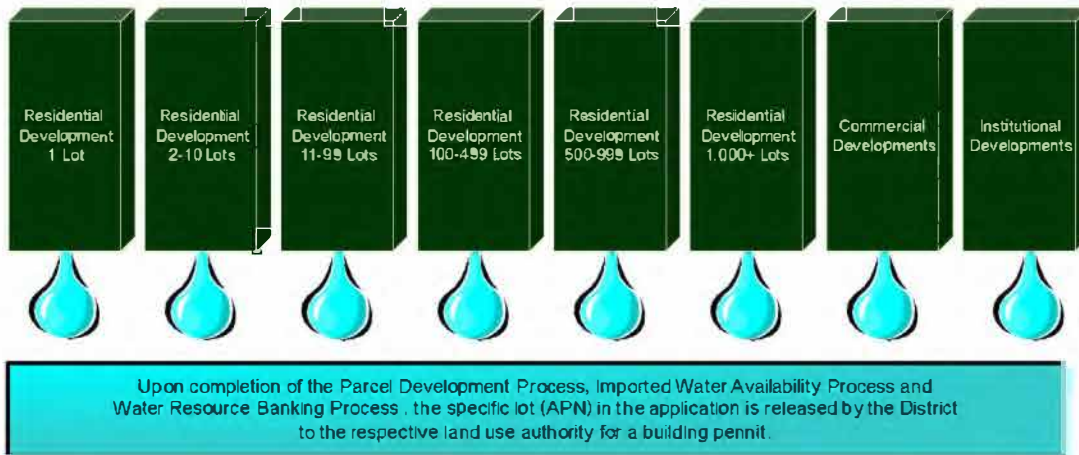 Residential
Development
1 Lot
Residential
Development
2-10 Lots
Residential
Development
11-99 Lots
Residential
Development
100-499 Lots
Residential
Development
500-999 Lots
Residential
Development
1,000+ Lots
Commercial
Developments
Institutional
Developments
Upon completion of the Parcel Development Process, Imported Water Availability Process and
Water Resource Banking Process , the specific lot (APN) in the application is released by the District
to the respective land use authority for a building pennit.